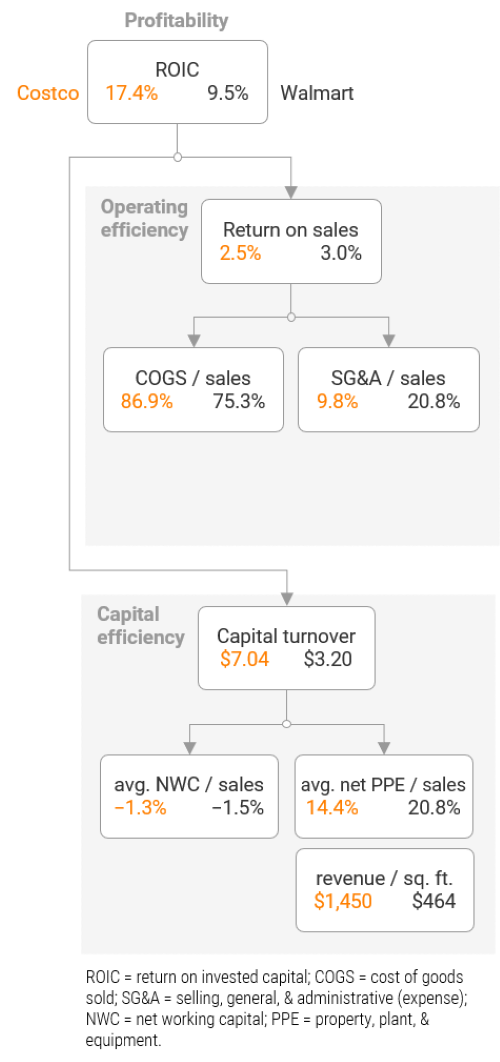 Profitability
ROIC
Costco 17.4% 9.5% Walmart
Operating
efficiency
Return on sales
2.5% 3.0%
COGS / sales
86.9% 75.3%
SG&A / sales
9.8% 20.8%
Capital
efficiency
Capital turnover
$7.04 $3.20
avg. NWC / sales
−1.3% −1.5%
avg. net PPE / sales
14.4% 20.8%
revenue / sq. ft.
$1,450 $464
ROIC = return on invested capital; COGS = cost of goods
sold; SG&A = selling, general, & administrative (expense);
NWC = net working capital; PPE = property, plant, &
equipment.